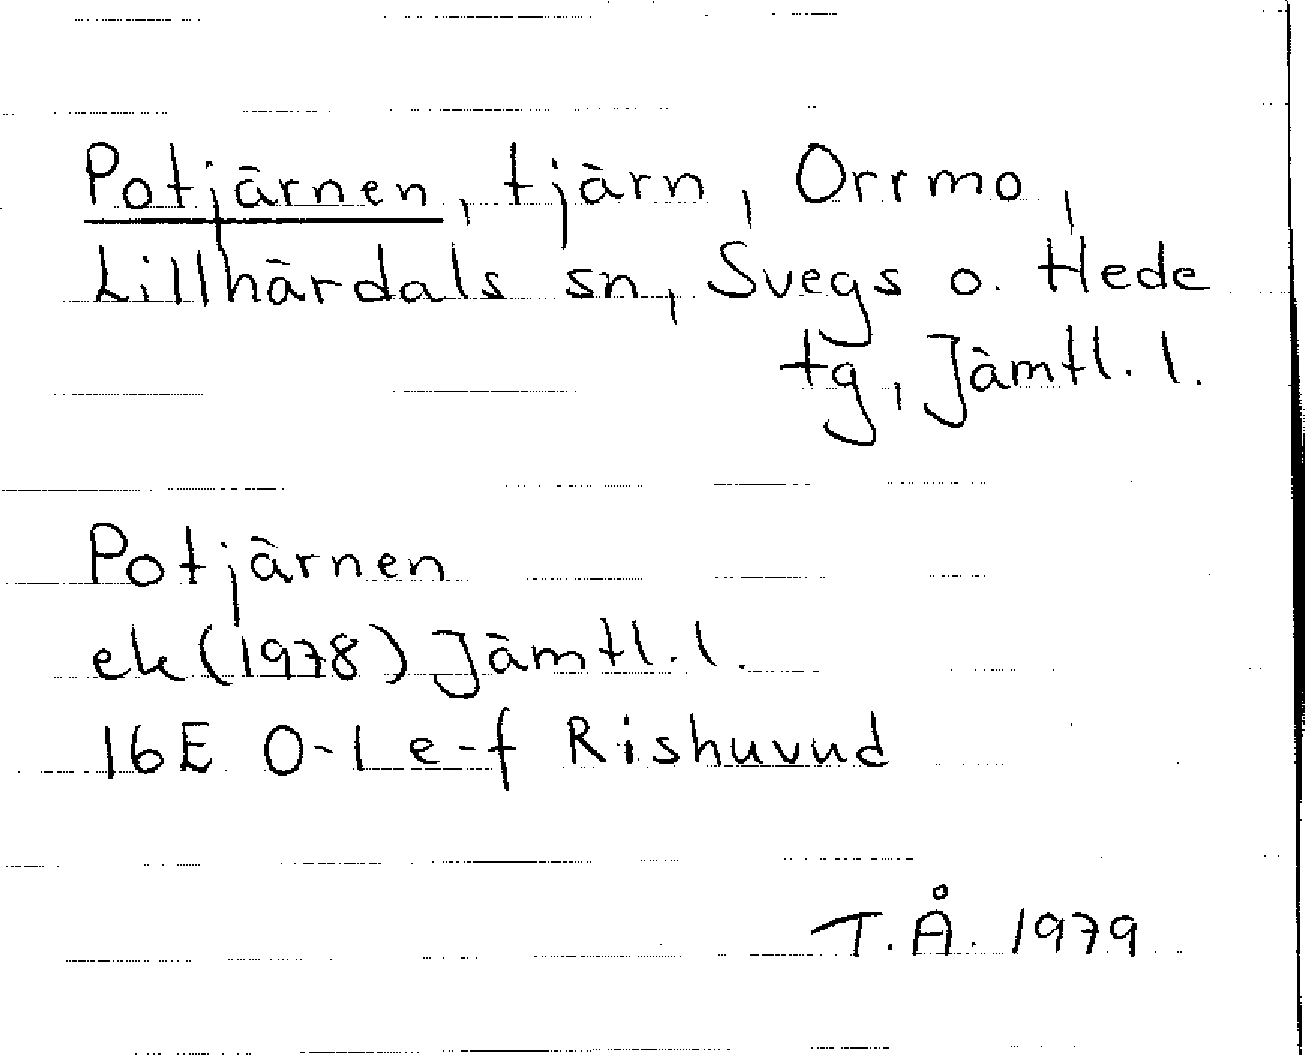 Potjärnen, tjärn, Orrmo,
Lillhärdals sn, Svegs o. Hede
tg, Jämtl. l.
Potjärnen
ek (1978) Jämtl. l.
16E 0-1 e-f Rishuvud
T.Å. 1979